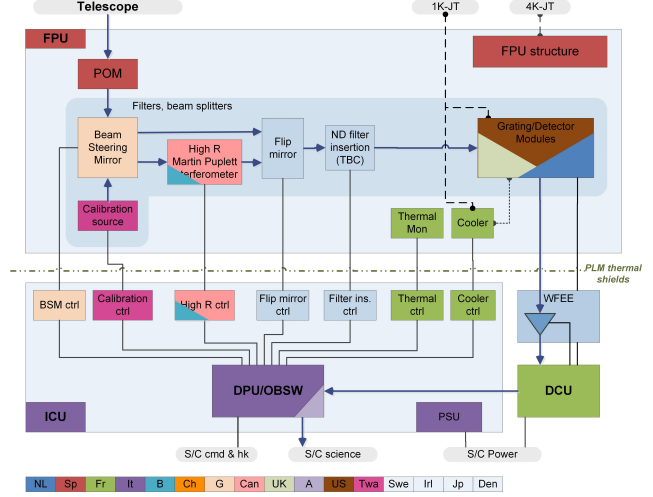 Telescope
1K-JT
4K-JT
FPU
FPU structure
POM
Filters, beam splitters
Beam
Steering
Mirror
High R
Martin Puplett
terferometer
Flip
mirror
ND filter
insertion
(TBC)
Grating/Detector
Modules
Calibration
source
Thermal
Mon
Cooler
PLM thermal
shields
BSM ctrl
Calibration
ctrl
High R ctrl
Flip mirror
ctrl
Filter ins.
ctrl
Thermal
ctrl
Cooler
ctrl
WFEE
DPU/OBSW
DCU
ICU
PSU
S/C cmd & hk
S/C science
S/C Power
NL Sp Fr It B Ch G Can UK A US Twa Swe Irl Jp Den